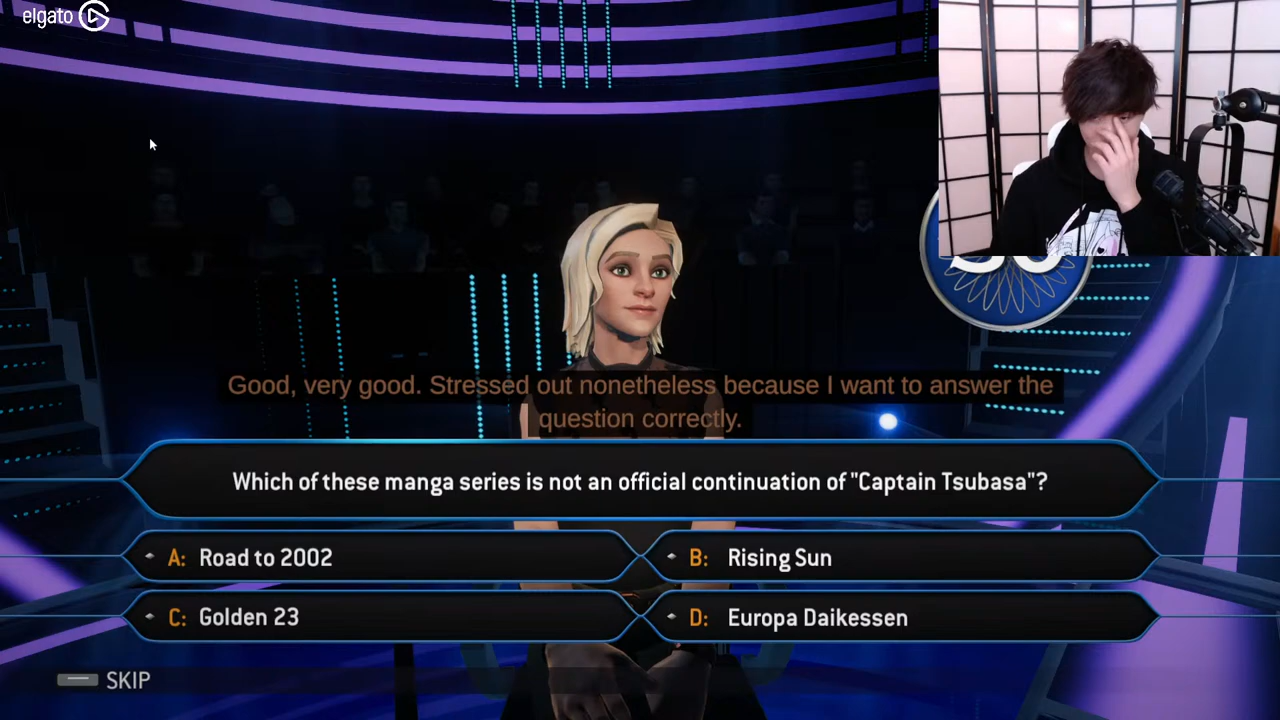 elgato
Good, very good. Stressed out nonetheless because I want to answer the
question correctly.
Which of these manga series is not an official continuation of "Captain Tsubasa"?
A: Road to 2002
B: Rising Sun
C: Golden 23
D: Europa Daikessen
SKIP